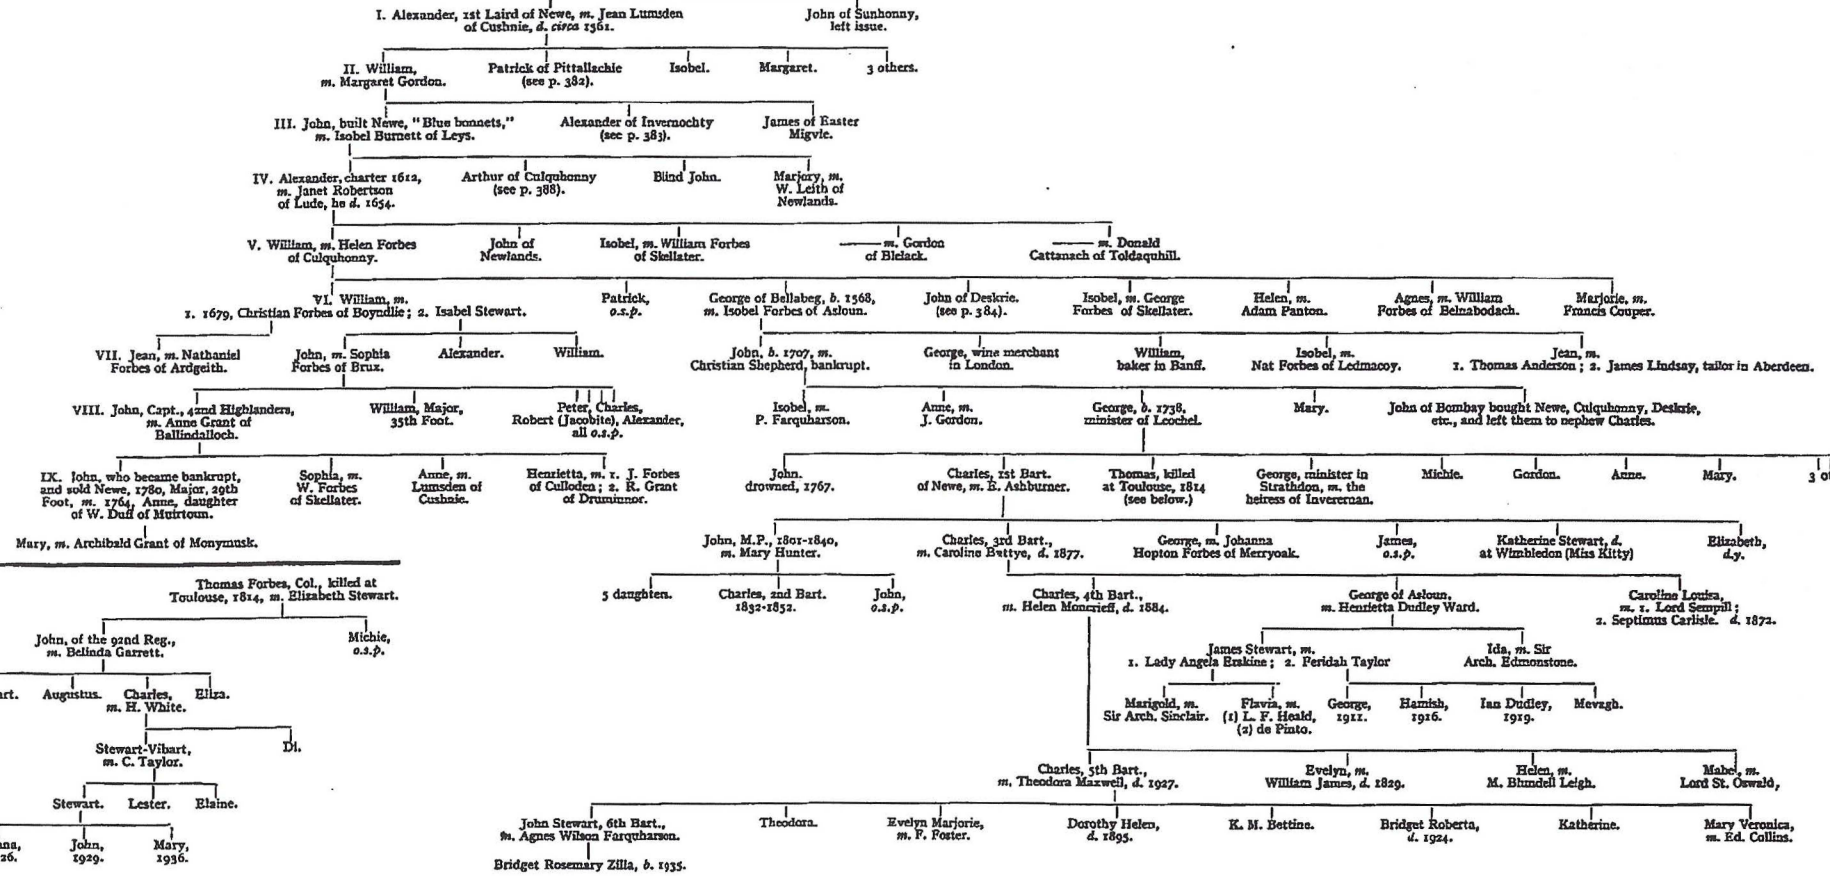 I. Alexander, 1st Laird of Newe, m. Jean Lumsden
of Cushnie, d. circa 1561.
John of Sunhonny,
left issue.
II. William,
m. Margaret Gordon.
Patrick of Pittallachie
(see p. 382).
Isobel.
Margaret.
3 others.
III. John, built Newe, "Blue bonnets,"
m. Isobel Burnett of Leys.
Alexander of Invernochty
(see p. 383).
James of Easter
Migvie.
IV. Alexander, charter 1612,
m. Janet Robertson
of Lude, he d. 1654.
Arthur of Culquhonny
(see p. 388).
Blind John.
Marjory, m.
W. Leith of
Newlands.
V. William, m. Helen Forbes
of Culquhonny.
John of
Newlands.
Isobel, m. William Forbes
of Skellater.
—— m. Gordon
of Blelack.
—— m. Donald
Cattanach of Toldaquhill.
VI. William, m.
1. 1679, Christian Forbes of Boyndlie; 2. Isabel Stewart.
Patrick,
o.s.p.
George of Bellabeg, b. 1568,
m. Isobel Forbes of Asloun.
John of Deskrie.
(see p. 384).
Isobel, m. George
Forbes of Skellater.
Helen, m.
Adam Panton.
Agnes, m. William
Forbes of Belnabodach.
Marjorie, m.
Francis Couper.
VII. Jean, m. Nathaniel
Forbes of Ardgeith.
John, m. Sophia
Forbes of Brux.
Alexander.
William.
John, b. 1707, m.
Christian Shepherd, bankrupt.
George, wine merchant
in London.
William,
baker in Banff.
Isobel, m.
Nat Forbes of Ledmacoy.
Jean, m.
1. Thomas Anderson; 2. James Lindsay, tailor in Aberdeen.
VIII. John, Capt., 42nd Highlanders,
m. Anne Grant of
Ballindalloch.
William, Major,
35th Foot.
Peter, Charles,
Robert (Jacobite), Alexander,
all o.s.p.
Isobel, m.
P. Farquharson.
Anne, m.
J. Gordon.
George, b. 1738,
minister of Leochel.
Mary.
John of Bombay bought Newe, Culquhonny, Deskrie,
etc., and left them to nephew Charles.
IX. John, who became bankrupt,
and sold Newe, 1780, Major, 29th
Foot, m. 1764, Anne, daughter
of W. Duff of Muirtoun.
Sophia, m.
W. Forbes
of Skellater.
Anne, m.
Lumsden of
Cushnie.
Henrietta, m. 1. J. Forbes
of Culloden; 2. R. Grant
of Druminnor.
John.
drowned, 1767.
Charles, 1st Bart.
of Newe, m. E. Ashburner.
Thomas, killed
at Toulouse, 1814
(see below.)
George, minister in
Strathdon, m. the
heiress of Inverernan.
Michie.
Gordon.
Anne.
Mary.
3 ot
Mary, m. Archibald Grant of Monymusk.
John, M.P., 1801-1840,
m. Mary Hunter.
Charles, 3rd Bart.,
m. Caroline Battye, d. 1877.
George, m. Johanna
Hopton Forbes of Merryoak.
James,
o.s.p.
Katherine Stewart, d.
at Wimbledon (Miss Kitty)
Elizabeth,
d.y.
Thomas Forbes, Col., killed at
Toulouse, 1814, m. Elizabeth Stewart.
5 daughters.
Charles, 2nd Bart.
1832-1852.
John,
o.s.p.
Charles, 4th Bart.,
m. Helen Moncrieff, d. 1884.
George of Asloun,
m. Henrietta Dudley Ward.
Caroline Louisa,
m. 1. Lord Sempill;
2. Septimus Carlisle. d. 1872.
John, of the 92nd Reg.,
m. Belinda Garrett.
Michie,
o.s.p.
James Stewart, m.
1. Lady Angela Erskine; 2. Peridah Taylor
Ida, m. Sir
Arch. Edmonstone.
art.
Augustus.
Charles,
m. H. White.
Eliza.
Marigold, m.
Sir Arch. Sinclair.
Flavia, m.
(1) L. F. Heald,
(2) de Pinto.
George,
1911.
Hamish,
1916.
Ian Dudley,
1919.
Mevagh.
Stewart-Vibart,
m. C. Taylor.
Di.
Charles, 5th Bart.,
m. Theodora Maxwell, d. 1927.
Evelyn, m.
William James, d. 1829.
Helen, m.
M. Blundell Leigh.
Mabel, m.
Lord St. Oswald,
Stewart.
Lester.
Elaine.
John Stewart, 6th Bart.,
m. Agnes Wilson Farquharson.
Theodora.
Evelyn Marjorie,
m. F. Foster.
Dorothy Helen,
d. 1895.
K. M. Bettine.
Bridget Roberta,
d. 1924.
Katherine.
Mary Veronica,
m. Ed. Collins.
ana,
26.
John,
1929.
Mary,
1936.
Bridget Rosemary Zilla, b. 1935.